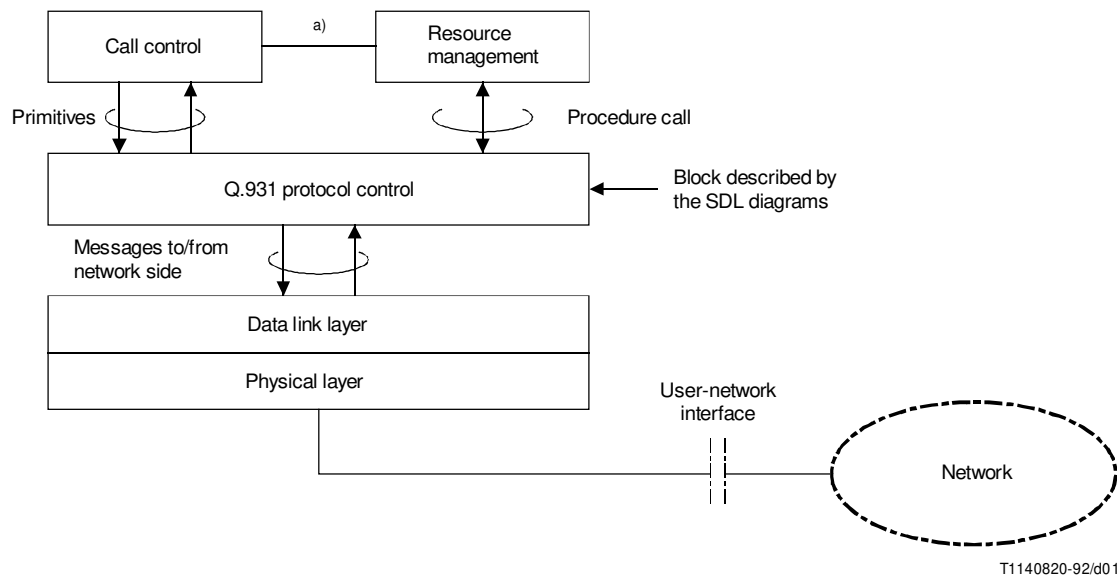 a)
Call control
Resource
management
Primitives
Procedure call
Q.931 protocol control
Block described by
the SDL diagrams
Messages to/from
network side
Data link layer
Physical layer
User-network
interface
Network
T1140820-92/d01